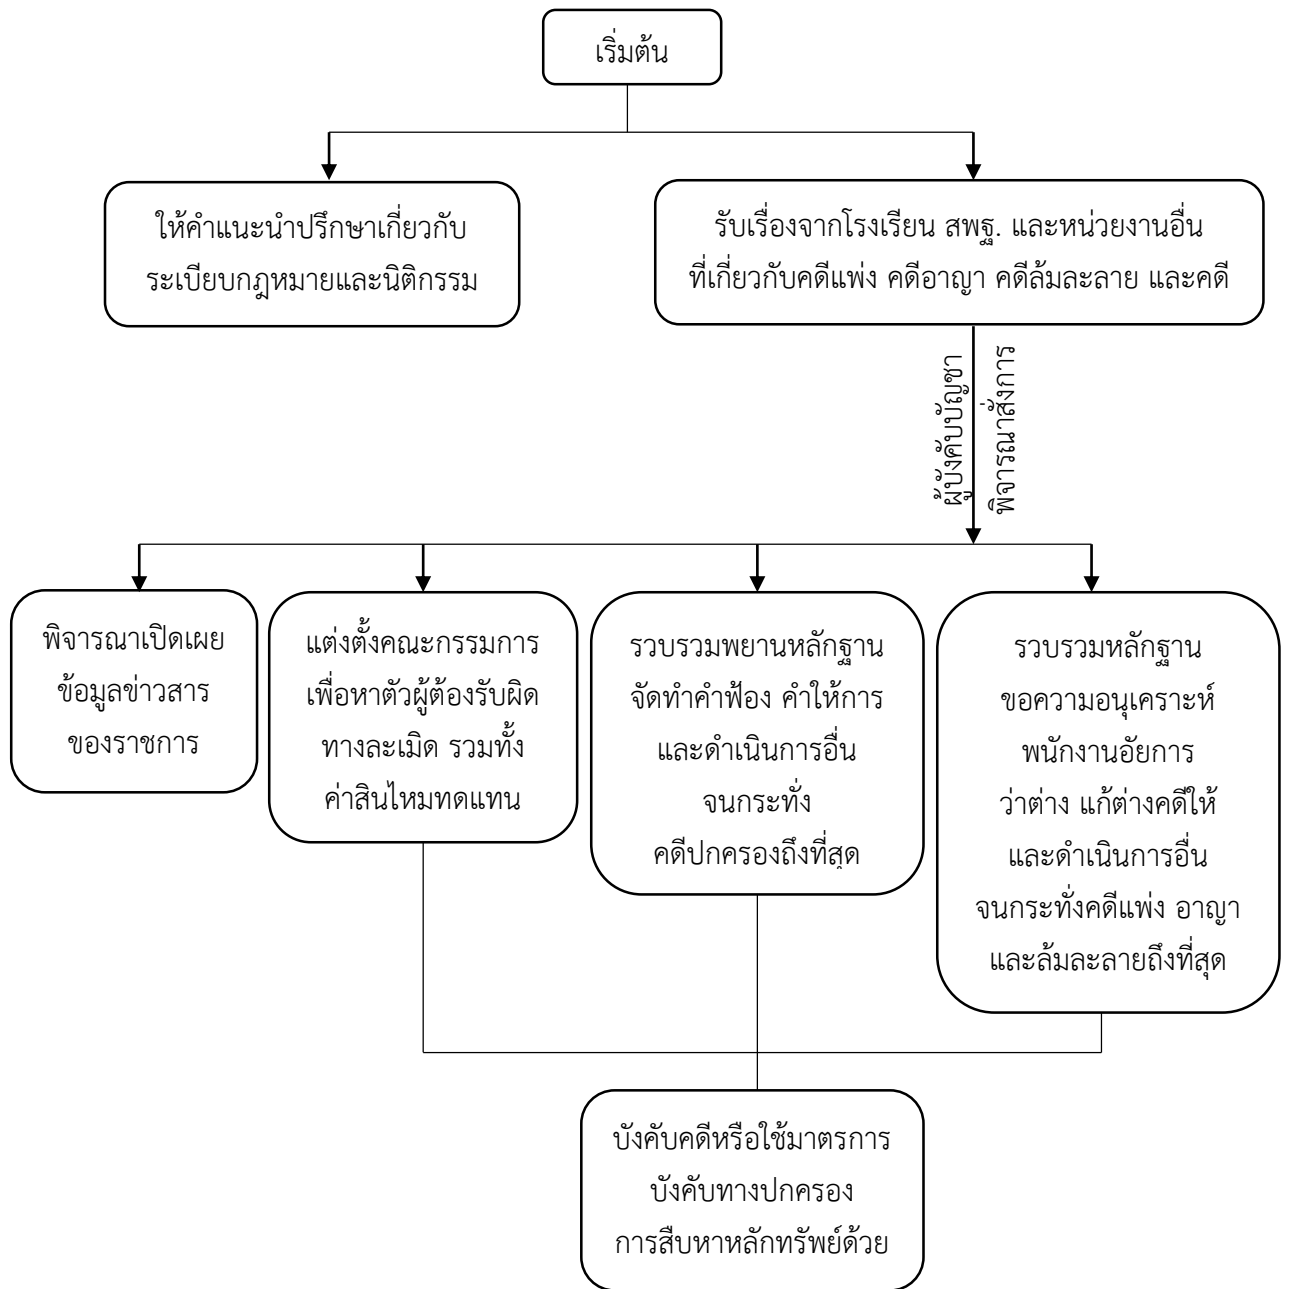 เริ่มต้น
ให้คำแนะนำปรึกษาเกี่ยวกับ
ระเบียบกฎหมายและนิติกรรม
รับเรื่องจากโรงเรียน สพฐ. และหน่วยงานอื่น
ที่เกี่ยวกับคดีแพ่ง คดีอาญา คดีล้มละลาย และคดี
ผู้บังคับบัญชา
พิจารณาสั่งการ
พิจารณาเปิดเผย
ข้อมูลข่าวสาร
ของราชการ
แต่งตั้งคณะกรรมการ
เพื่อหาตัวผู้ต้องรับผิด
ทางละเมิด รวมทั้ง
ค่าสินไหมทดแทน
รวบรวมพยานหลักฐาน
จัดทำคำฟ้อง คำให้การ
และดำเนินการอื่น
จนกระทั่ง
คดีปกครองถึงที่สุด
รวบรวมหลักฐาน
ขอความอนุเคราะห์
พนักงานอัยการ
ว่าต่าง แก้ต่างคดีให้
และดำเนินการอื่น
จนกระทั่งคดีแพ่ง อาญา
และล้มละลายถึงที่สุด
บังคับคดีหรือใช้มาตรการ
บังคับทางปกครอง
การสืบหาหลักทรัพย์ด้วย